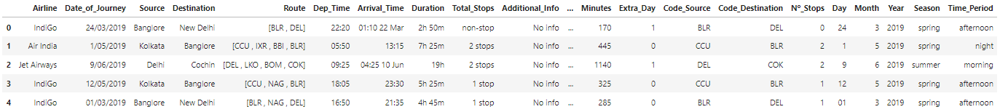 Airline Date_of_Journey Source Destination Route Dep_Time Arrival_Time Duration Total_Stops Additional_Info ... Minutes Extra_Day Code_Source Code_Destination Nº_Stops Day Month Year Season Time_Period
0 IndiGo 24/03/2019 Banglore New Delhi [BLR , DEL] 22:20 01:10 22 Mar 2h 50m non-stop No info ... 170 1 BLR DEL 0 24 3 2019 spring afternoon
1 Air India 1/05/2019 Kolkata Banglore [CCU , IXR , BBI , BLR] 05:50 13:15 7h 25m 2 stops No info ... 445 0 CCU BLR 2 1 5 2019 spring night
2 Jet Airways 9/06/2019 Delhi Cochin [DEL , LKO , BOM , COK] 09:25 04:25 10 Jun 19h 2 stops No info ... 1140 1 DEL COK 2 9 6 2019 summer morning
3 IndiGo 12/05/2019 Kolkata Banglore [CCU , NAG , BLR] 18:05 23:30 5h 25m 1 stop No info ... 325 0 CCU BLR 1 12 5 2019 spring afternoon
4 IndiGo 01/03/2019 Banglore New Delhi [BLR , NAG , DEL] 16:50 21:35 4h 45m 1 stop No info ... 285 0 BLR DEL 1 01 3 2019 spring afternoon